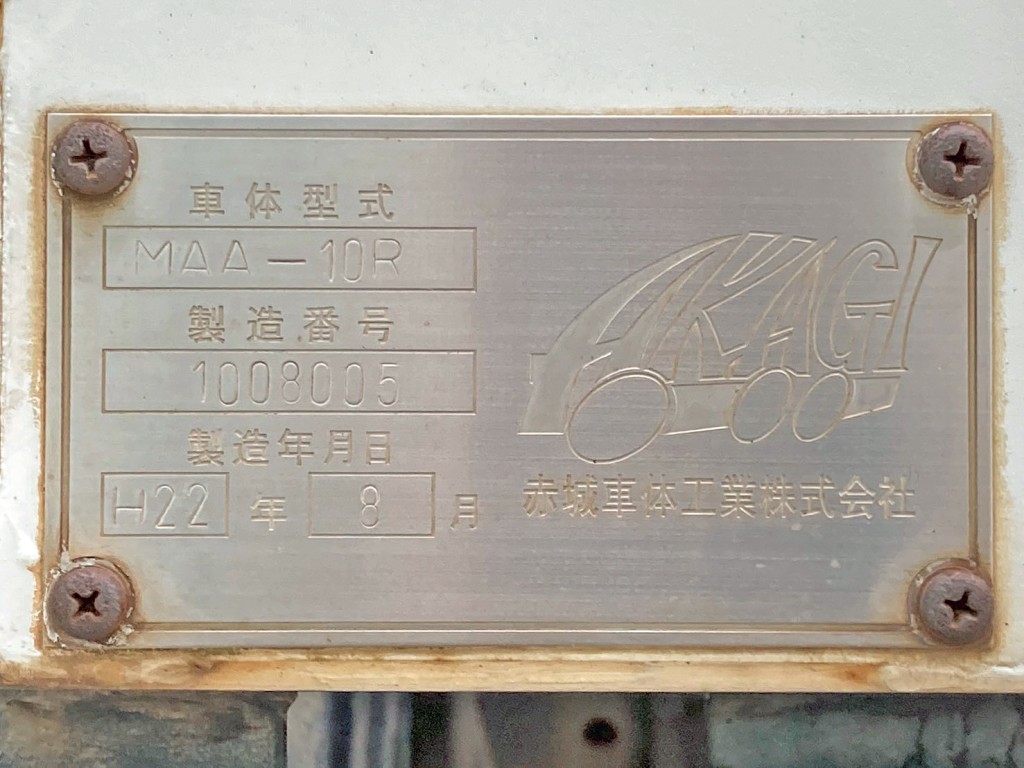 車体型式
MAA-10R
製造番号
1008005
製造年月日
H22 年 8 月
AKAGI
赤城車体工業株式会社